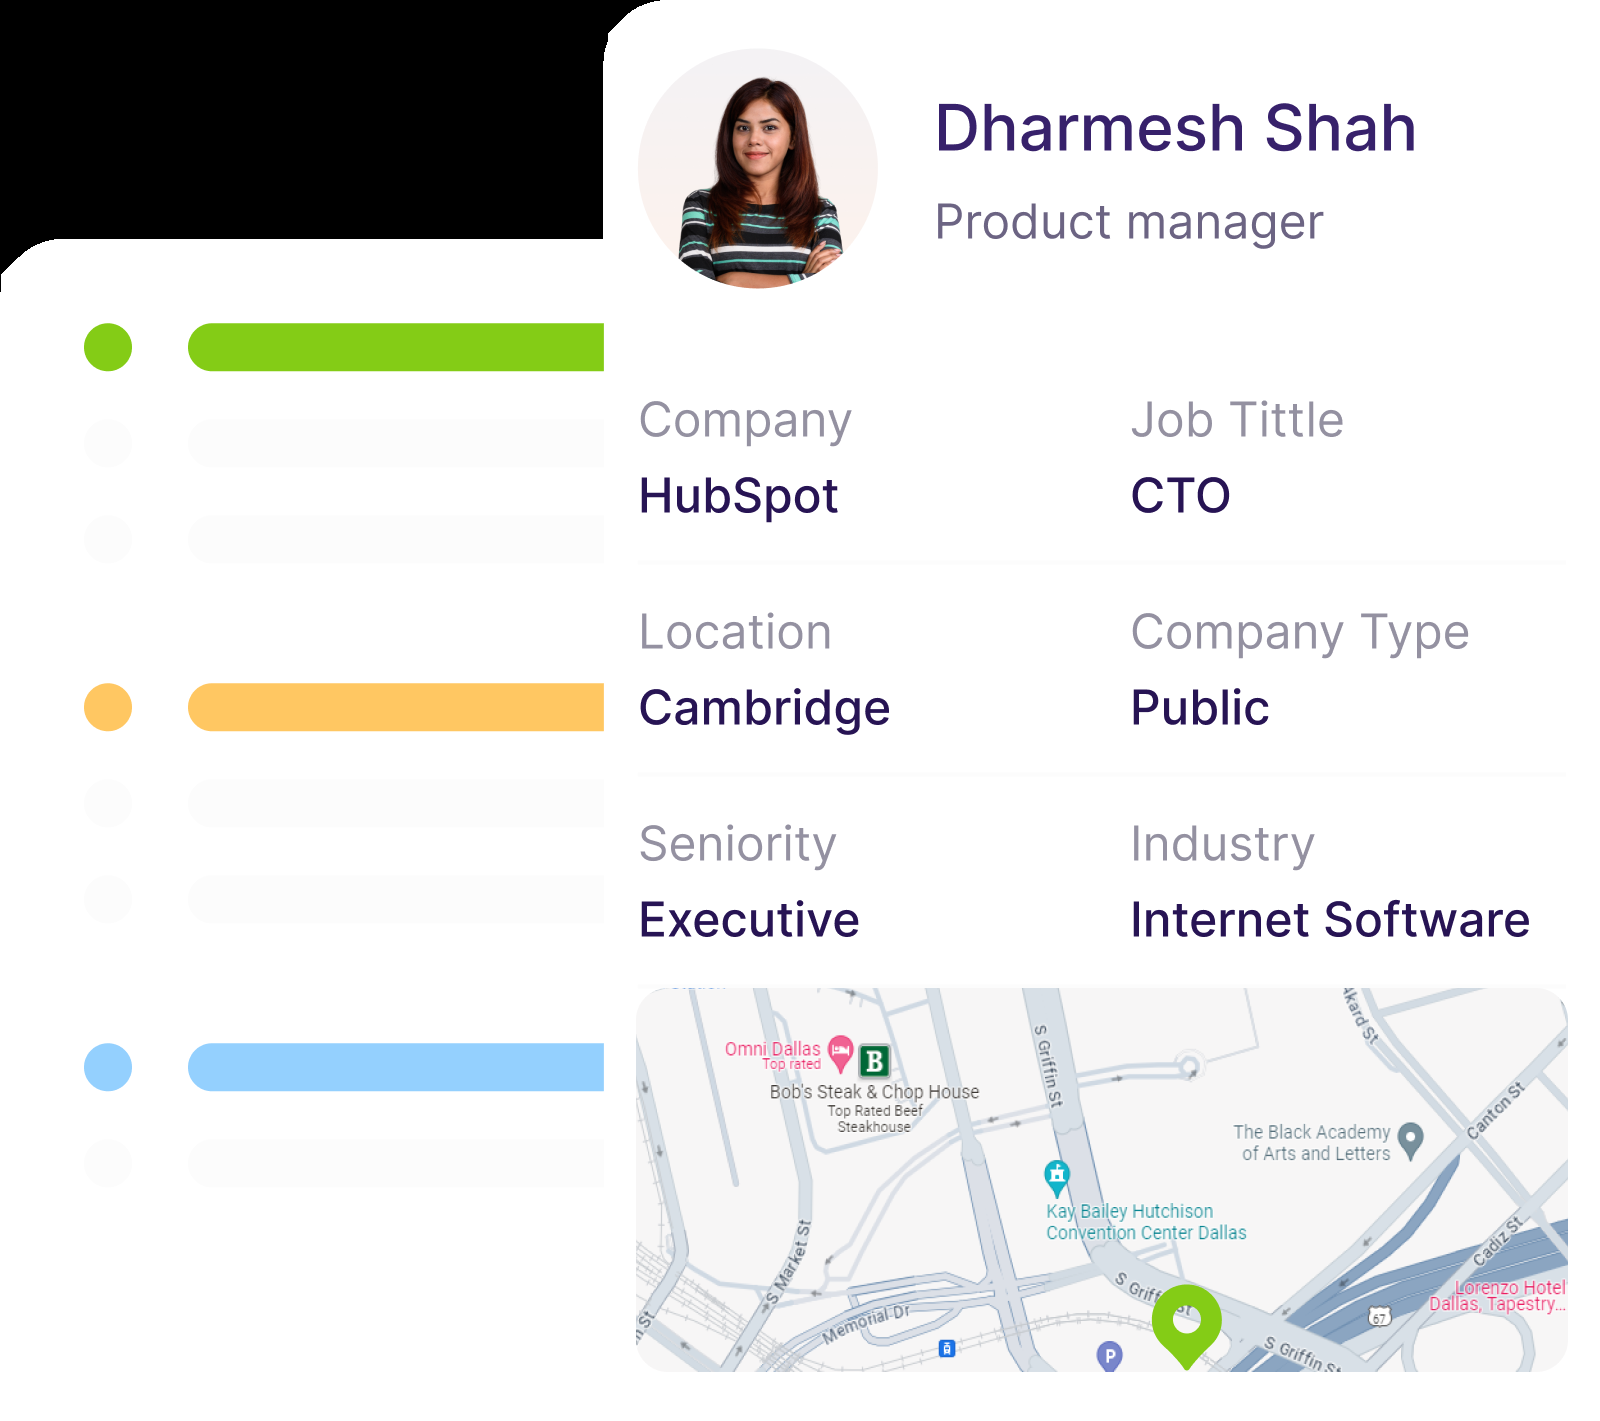 Dharmesh Shah
Product manager
Company
Job Tittle
HubSpot
CTO
Location
Company Type
Cambridge
Public
Seniority
Industry
Executive
Internet Software
Omni Dallas
Top rated
B
Bob's Steak & Chop House
Top Rated Beef
Steakhouse
S Griffin St
Akard St
Canton St
The Black Academy
of Arts and Letters
Kay Bailey Hutchison
Convention Center Dallas
S Market St
Cadiz St
S Griffin St
Lorenzo Hotel
Dallas, Tapestry...
67
Memorial Dr
P
S Griffin St
n St